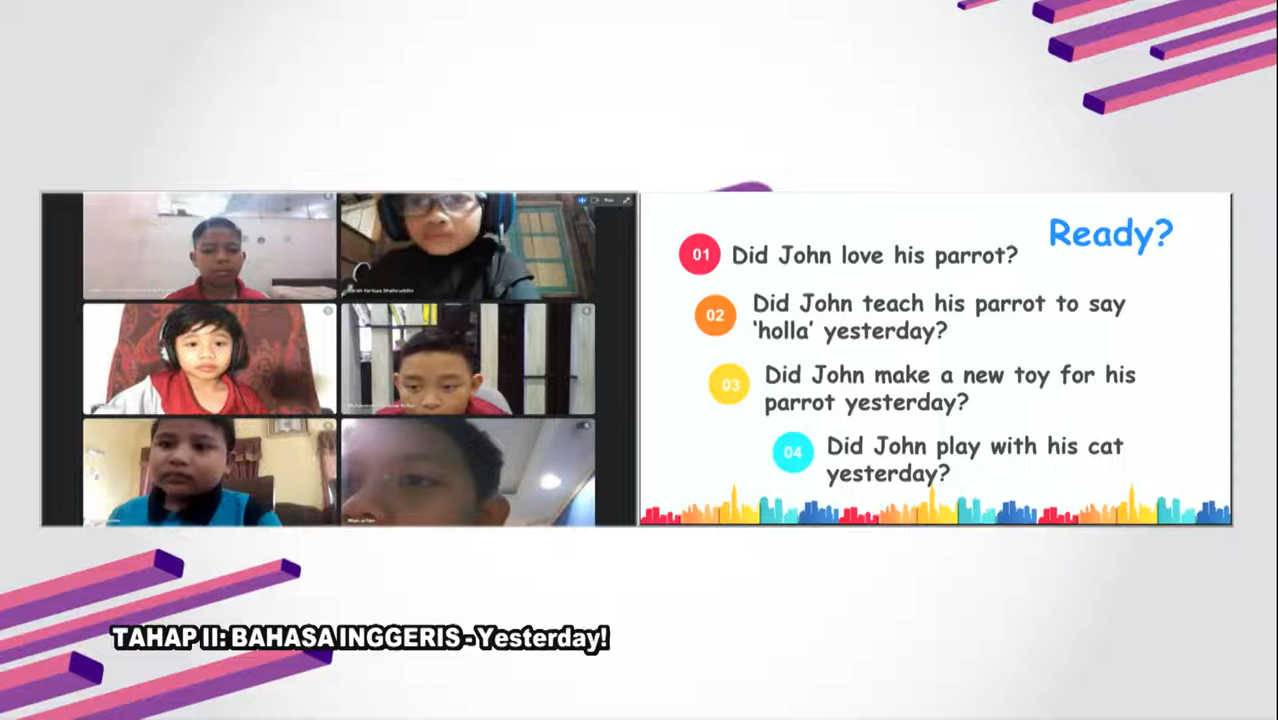 Ready?
01 Did John love his parrot?
02 Did John teach his parrot to say
‘holla’ yesterday?
03 Did John make a new toy for his
parrot yesterday?
04 Did John play with his cat
yesterday?
TAHAP II: BAHASA INGGERIS - Yesterday!